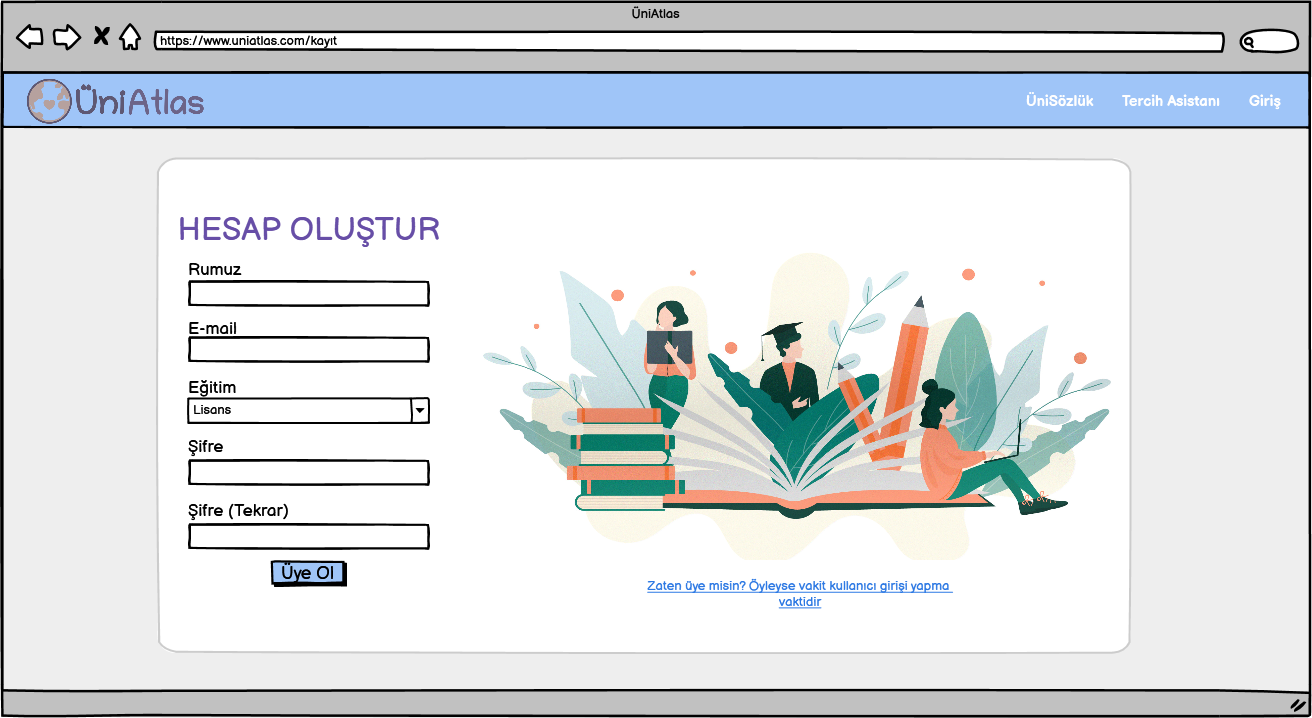 ÜniAtlas
https://www.uniatlas.com/kayıt
ÜniAtlas
ÜniSözlük
Tercih Asistanı
Giriş
HESAP OLUŞTUR
Rumuz
E-mail
Eğitim
Lisans
Şifre
Şifre (Tekrar)
Üye Ol
Zaten üye misin? Öyleyse vakit kullanıcı girişi yapma
vaktidir